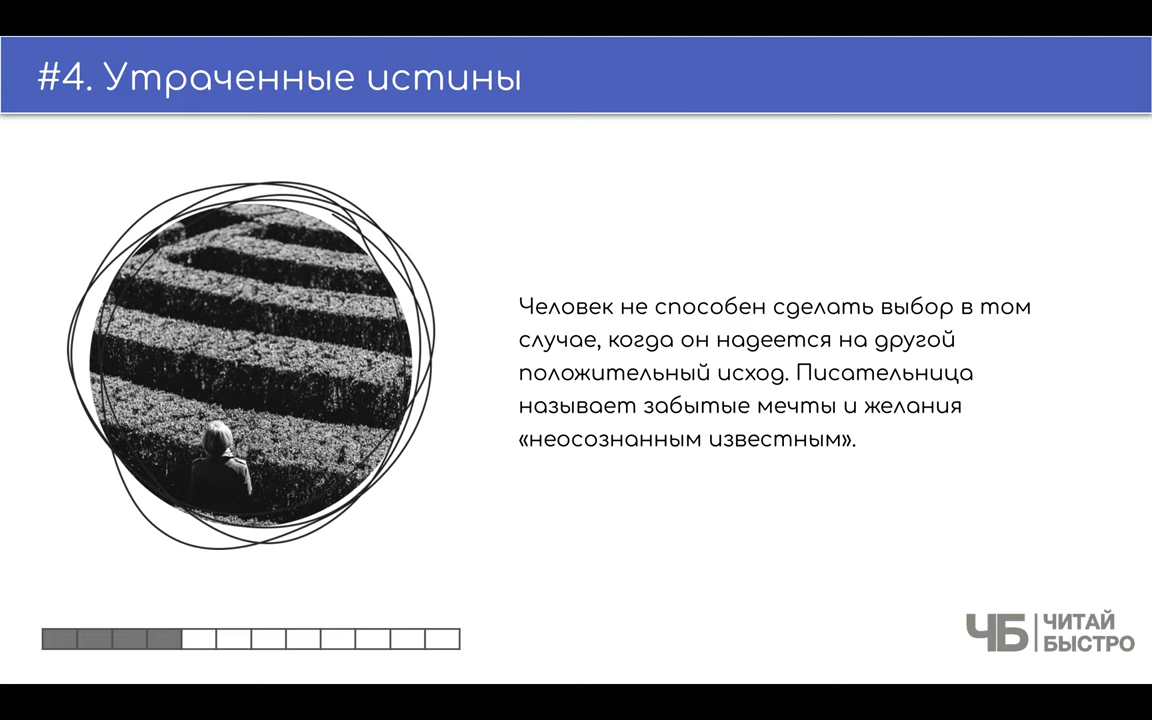 #4. Утраченные истины
Человек не способен сделать выбор в том
случае, когда он надеется на другой
положительный исход. Писательница
называет забытые мечты и желания
«неосознанным известным».
ЧБ
ЧИТАЙ
БЫСТРО